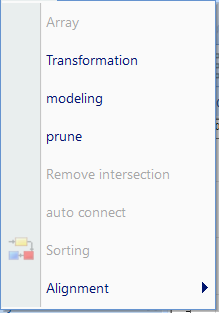 Array
Transformation
modeling
prune
Remove intersection
auto connect
Sorting
Alignment